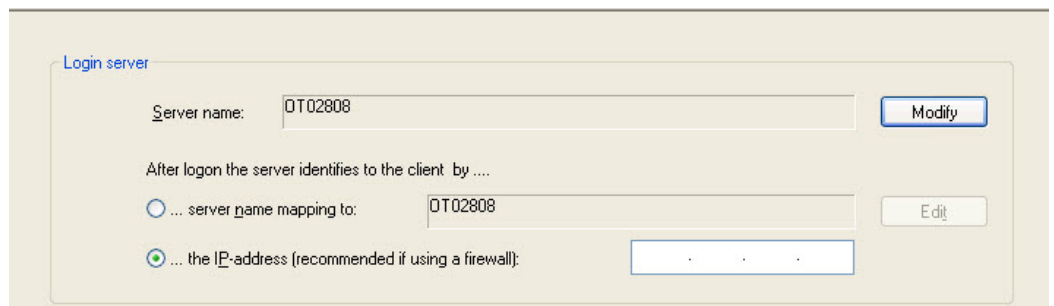 Login server
Server name: OT02808 Modify
After logon the server identifies to the client by ....
... server name mapping to: OT02808 Edit
... the IP-address (recommended if using a firewall): . . .